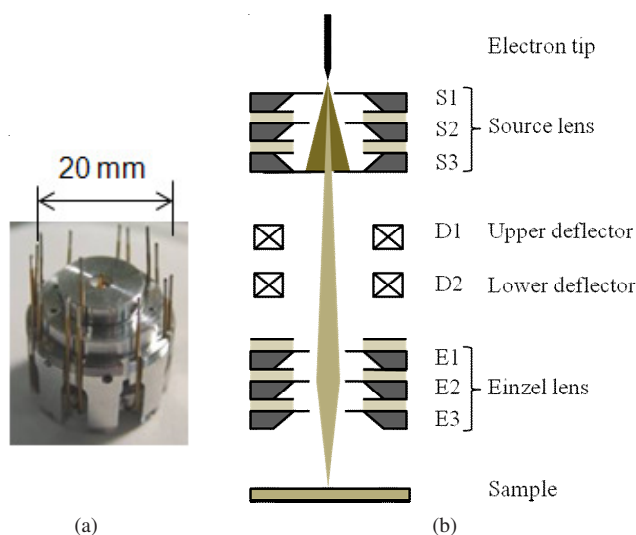 20 mm
(a)
Electron tip
S1
S2
Source lens
S3
D1 Upper deflector
D2 Lower deflector
E1
E2
Einzel lens
E3
Sample
(b)